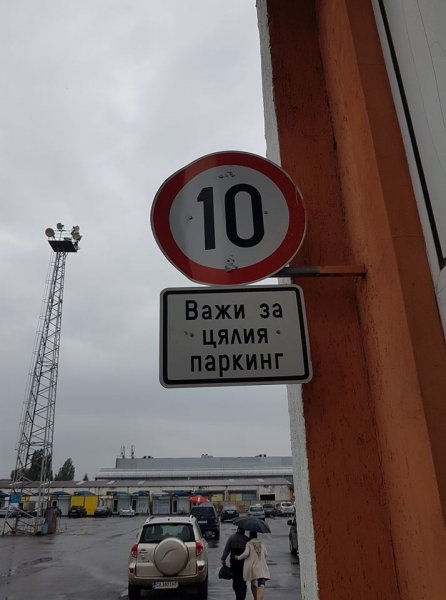 10
Важи за
цялия
паркинг